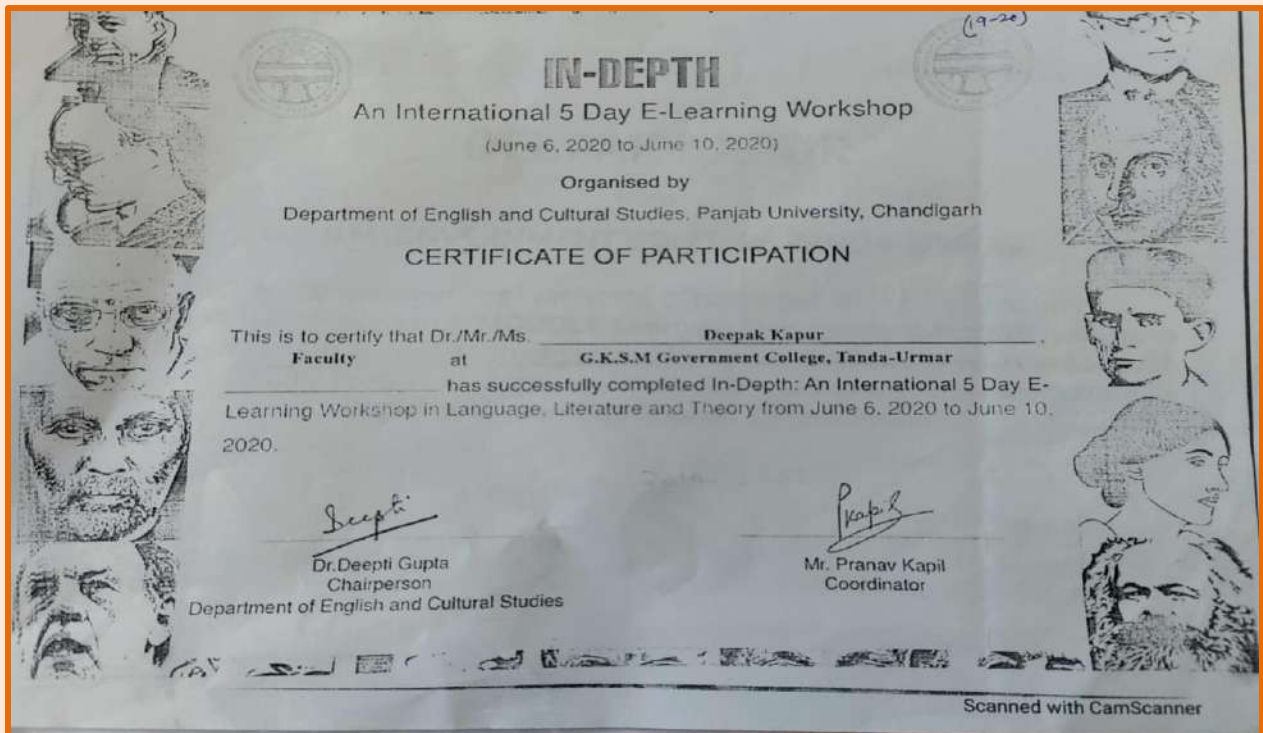 (19-20)
IN-DEPTH
An International 5 Day E-Learning Workshop
(June 6, 2020 to June 10, 2020)
Organised by
Department of English and Cultural Studies, Panjab University, Chandigarh
CERTIFICATE OF PARTICIPATION
This is to certify that Dr./Mr./Ms. Deepak Kapur,
Faculty at G.K.S.M Government College, Tanda-Urmar
has successfully completed In-Depth: An International 5 Day E-
Learning Workshop in Language, Literature and Theory from June 6, 2020 to June 10,
2020.
Deepti
PKapil
Dr.Deepti Gupta
Chairperson
Department of English and Cultural Studies
Mr. Pranav Kapil
Coordinator
Scanned with CamScanner